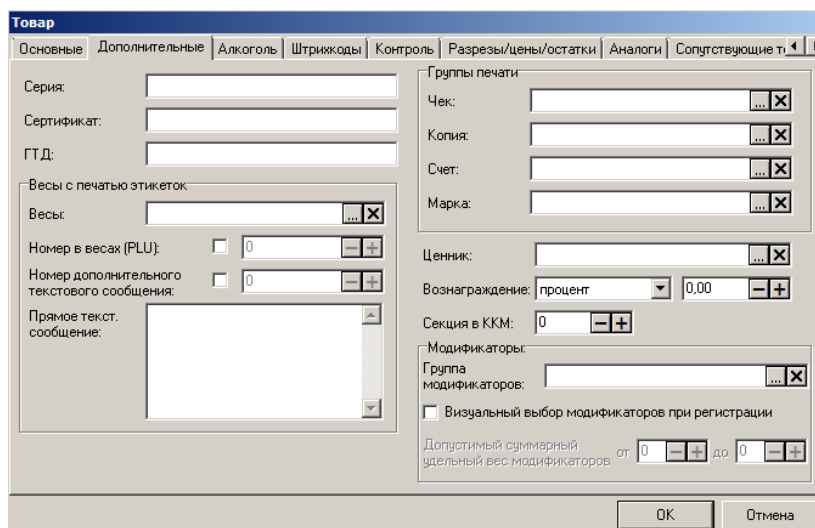 Товар
Основные Дополнительные Алкоголь Штрихкоды Контроль Разрезы/цены/остатки Аналоги Сопутствующие
Серия:
Сертификат:
ГТД:
Весы с печатью этикеток
Весы: ...
Номер в весах (PLU): 0
Номер дополнительного
текстового сообщения: 0
Прямое текст.
сообщение:
Группы печати
Чек: ...
Копия: ...
Счет: ...
Марка: ...
Ценник: ...
Вознаграждение: процент 0,00
Секция в ККМ: 0
Модификаторы:
Группа
модификаторов: ...
Визуальный выбор модификаторов при регистрации
Допустимый суммарный
удельный вес модификаторов от 0 до 0
OK Отмена